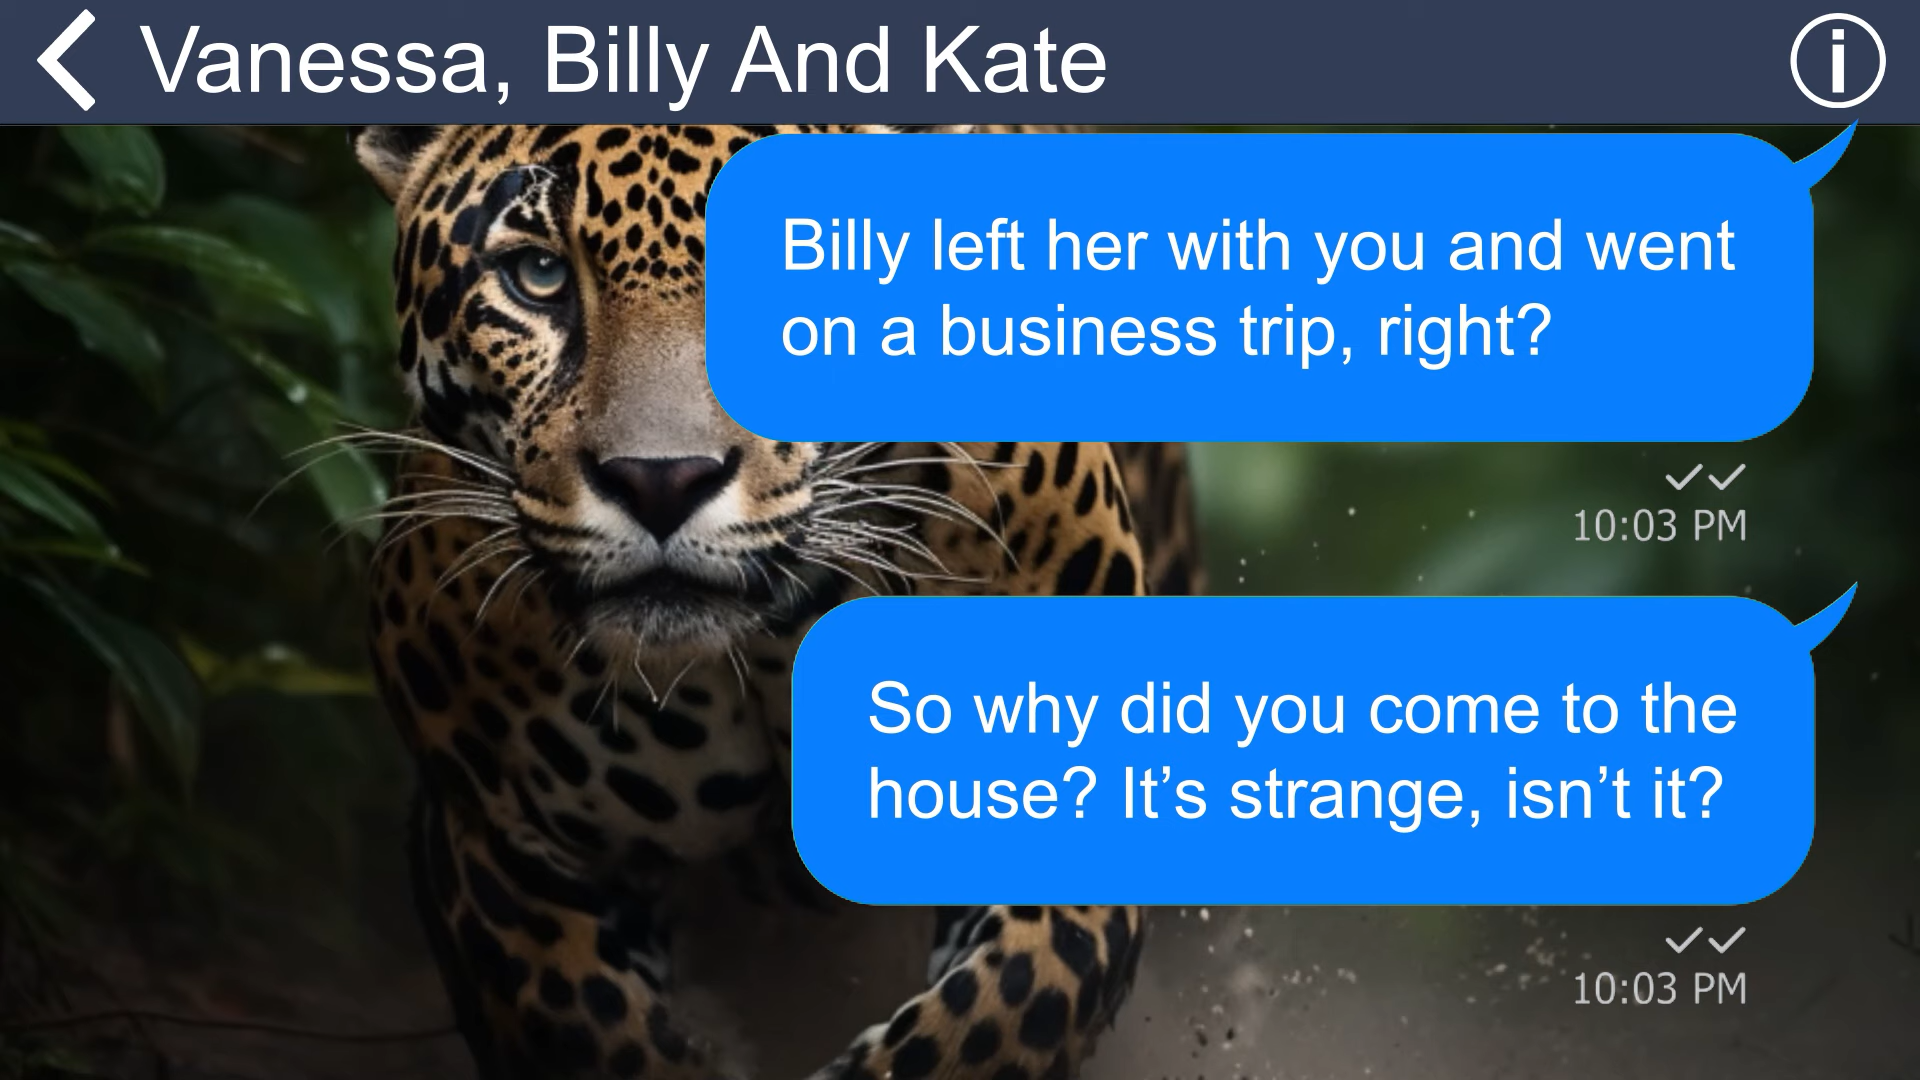 Vanessa, Billy And Kate
Billy left her with you and went
on a business trip, right?
10:03 PM
So why did you come to the
house? It’s strange, isn’t it?
10:03 PM